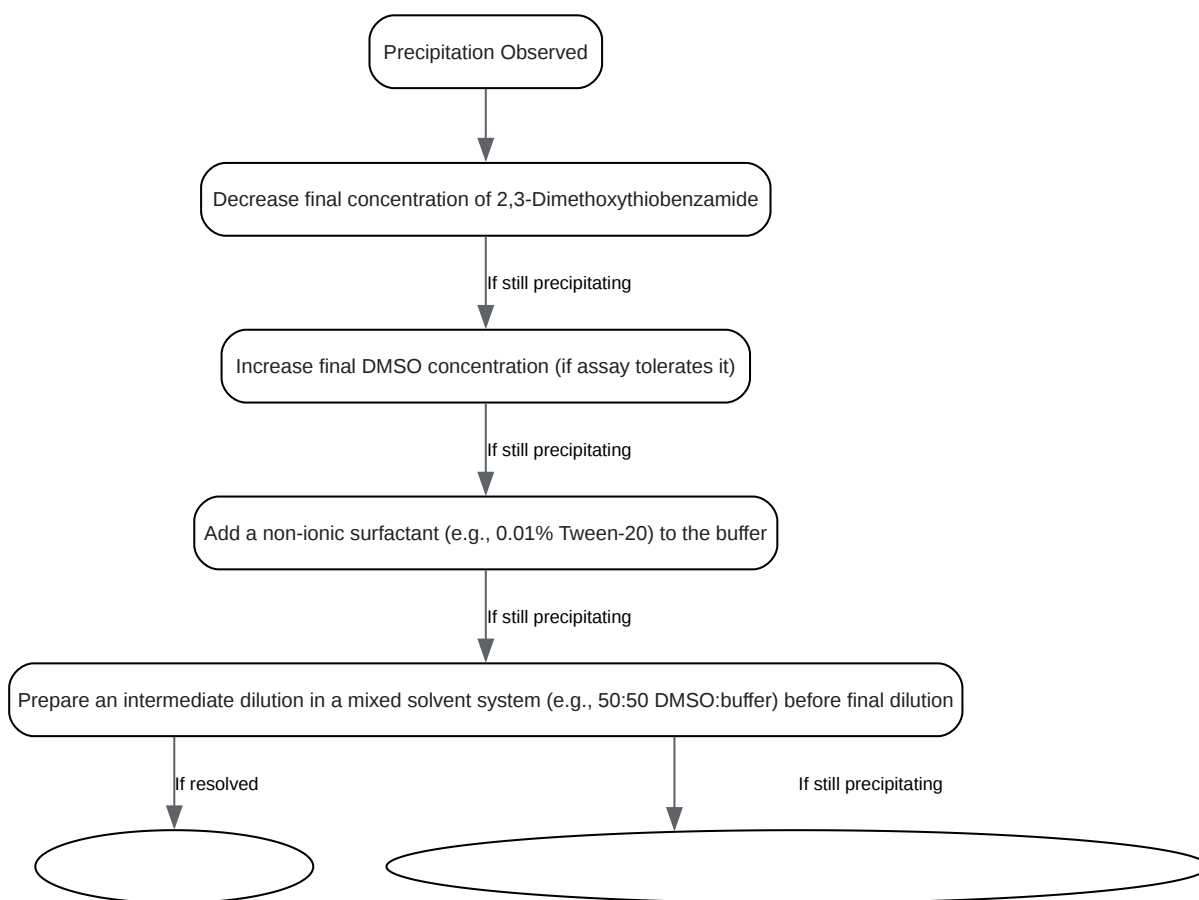 Precipitation Observed
Decrease final concentration of 2,3-Dimethoxythiobenzamide
If still precipitating
Increase final DMSO concentration (if assay tolerates it)
If still precipitating
Add a non-ionic surfactant (e.g., 0.01% Tween-20) to the buffer
If still precipitating
Prepare an intermediate dilution in a mixed solvent system (e.g., 50:50 DMSO:buffer) before final dilution
If resolved
If still precipitating